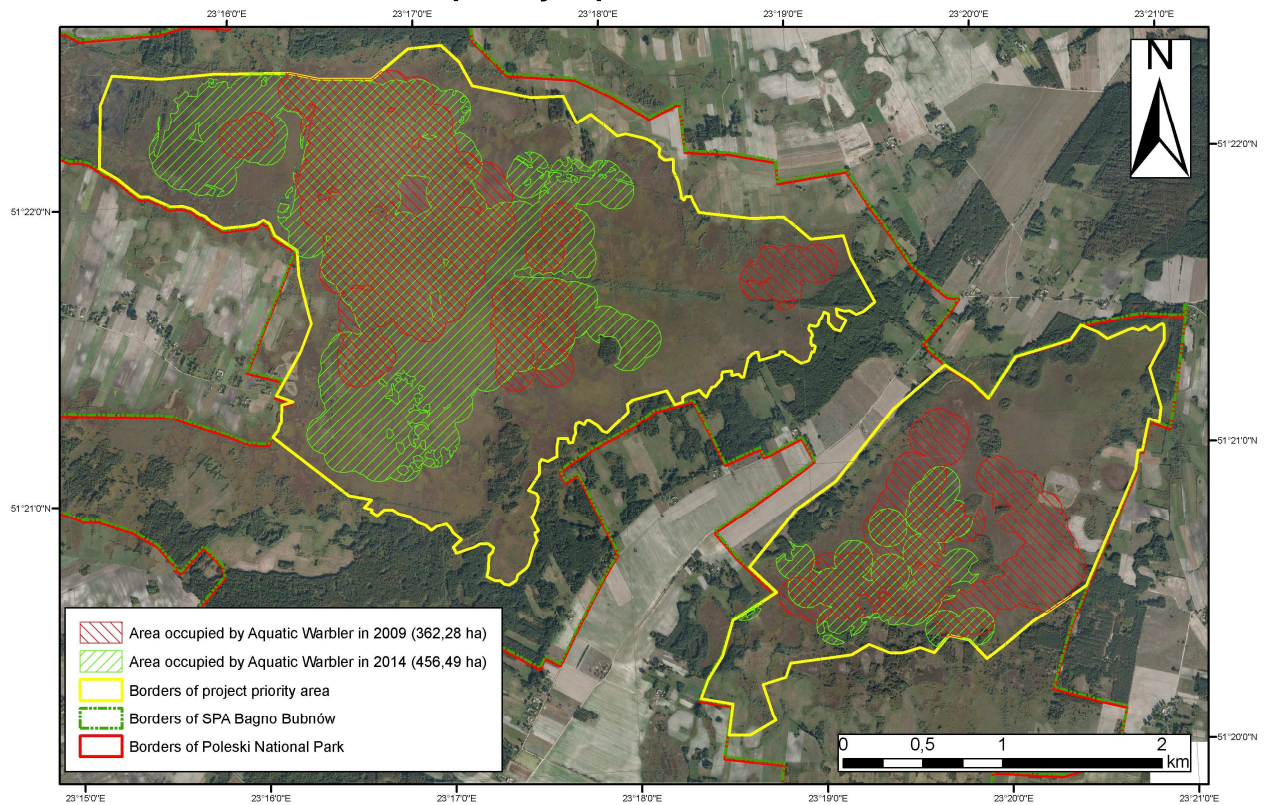 23°16'0"E 23°17'0"E 23°18'0"E 23°19'0"E 23°20'0"E 23°21'0"E
N
51°22'0"N
51°22'0"N
51°21'0"N
51°21'0"N
Area occupied by Aquatic Warbler in 2009 (362,28 ha)
Area occupied by Aquatic Warbler in 2014 (456,49 ha)
Borders of project priority area
Borders of SPA Bagno Bubnów
Borders of Poleski National Park
51°20'0"N
0 0,5 1 2
km
23°15'0"E 23°16'0"E 23°17'0"E 23°18'0"E 23°19'0"E 23°20'0"E 23°21'0"E